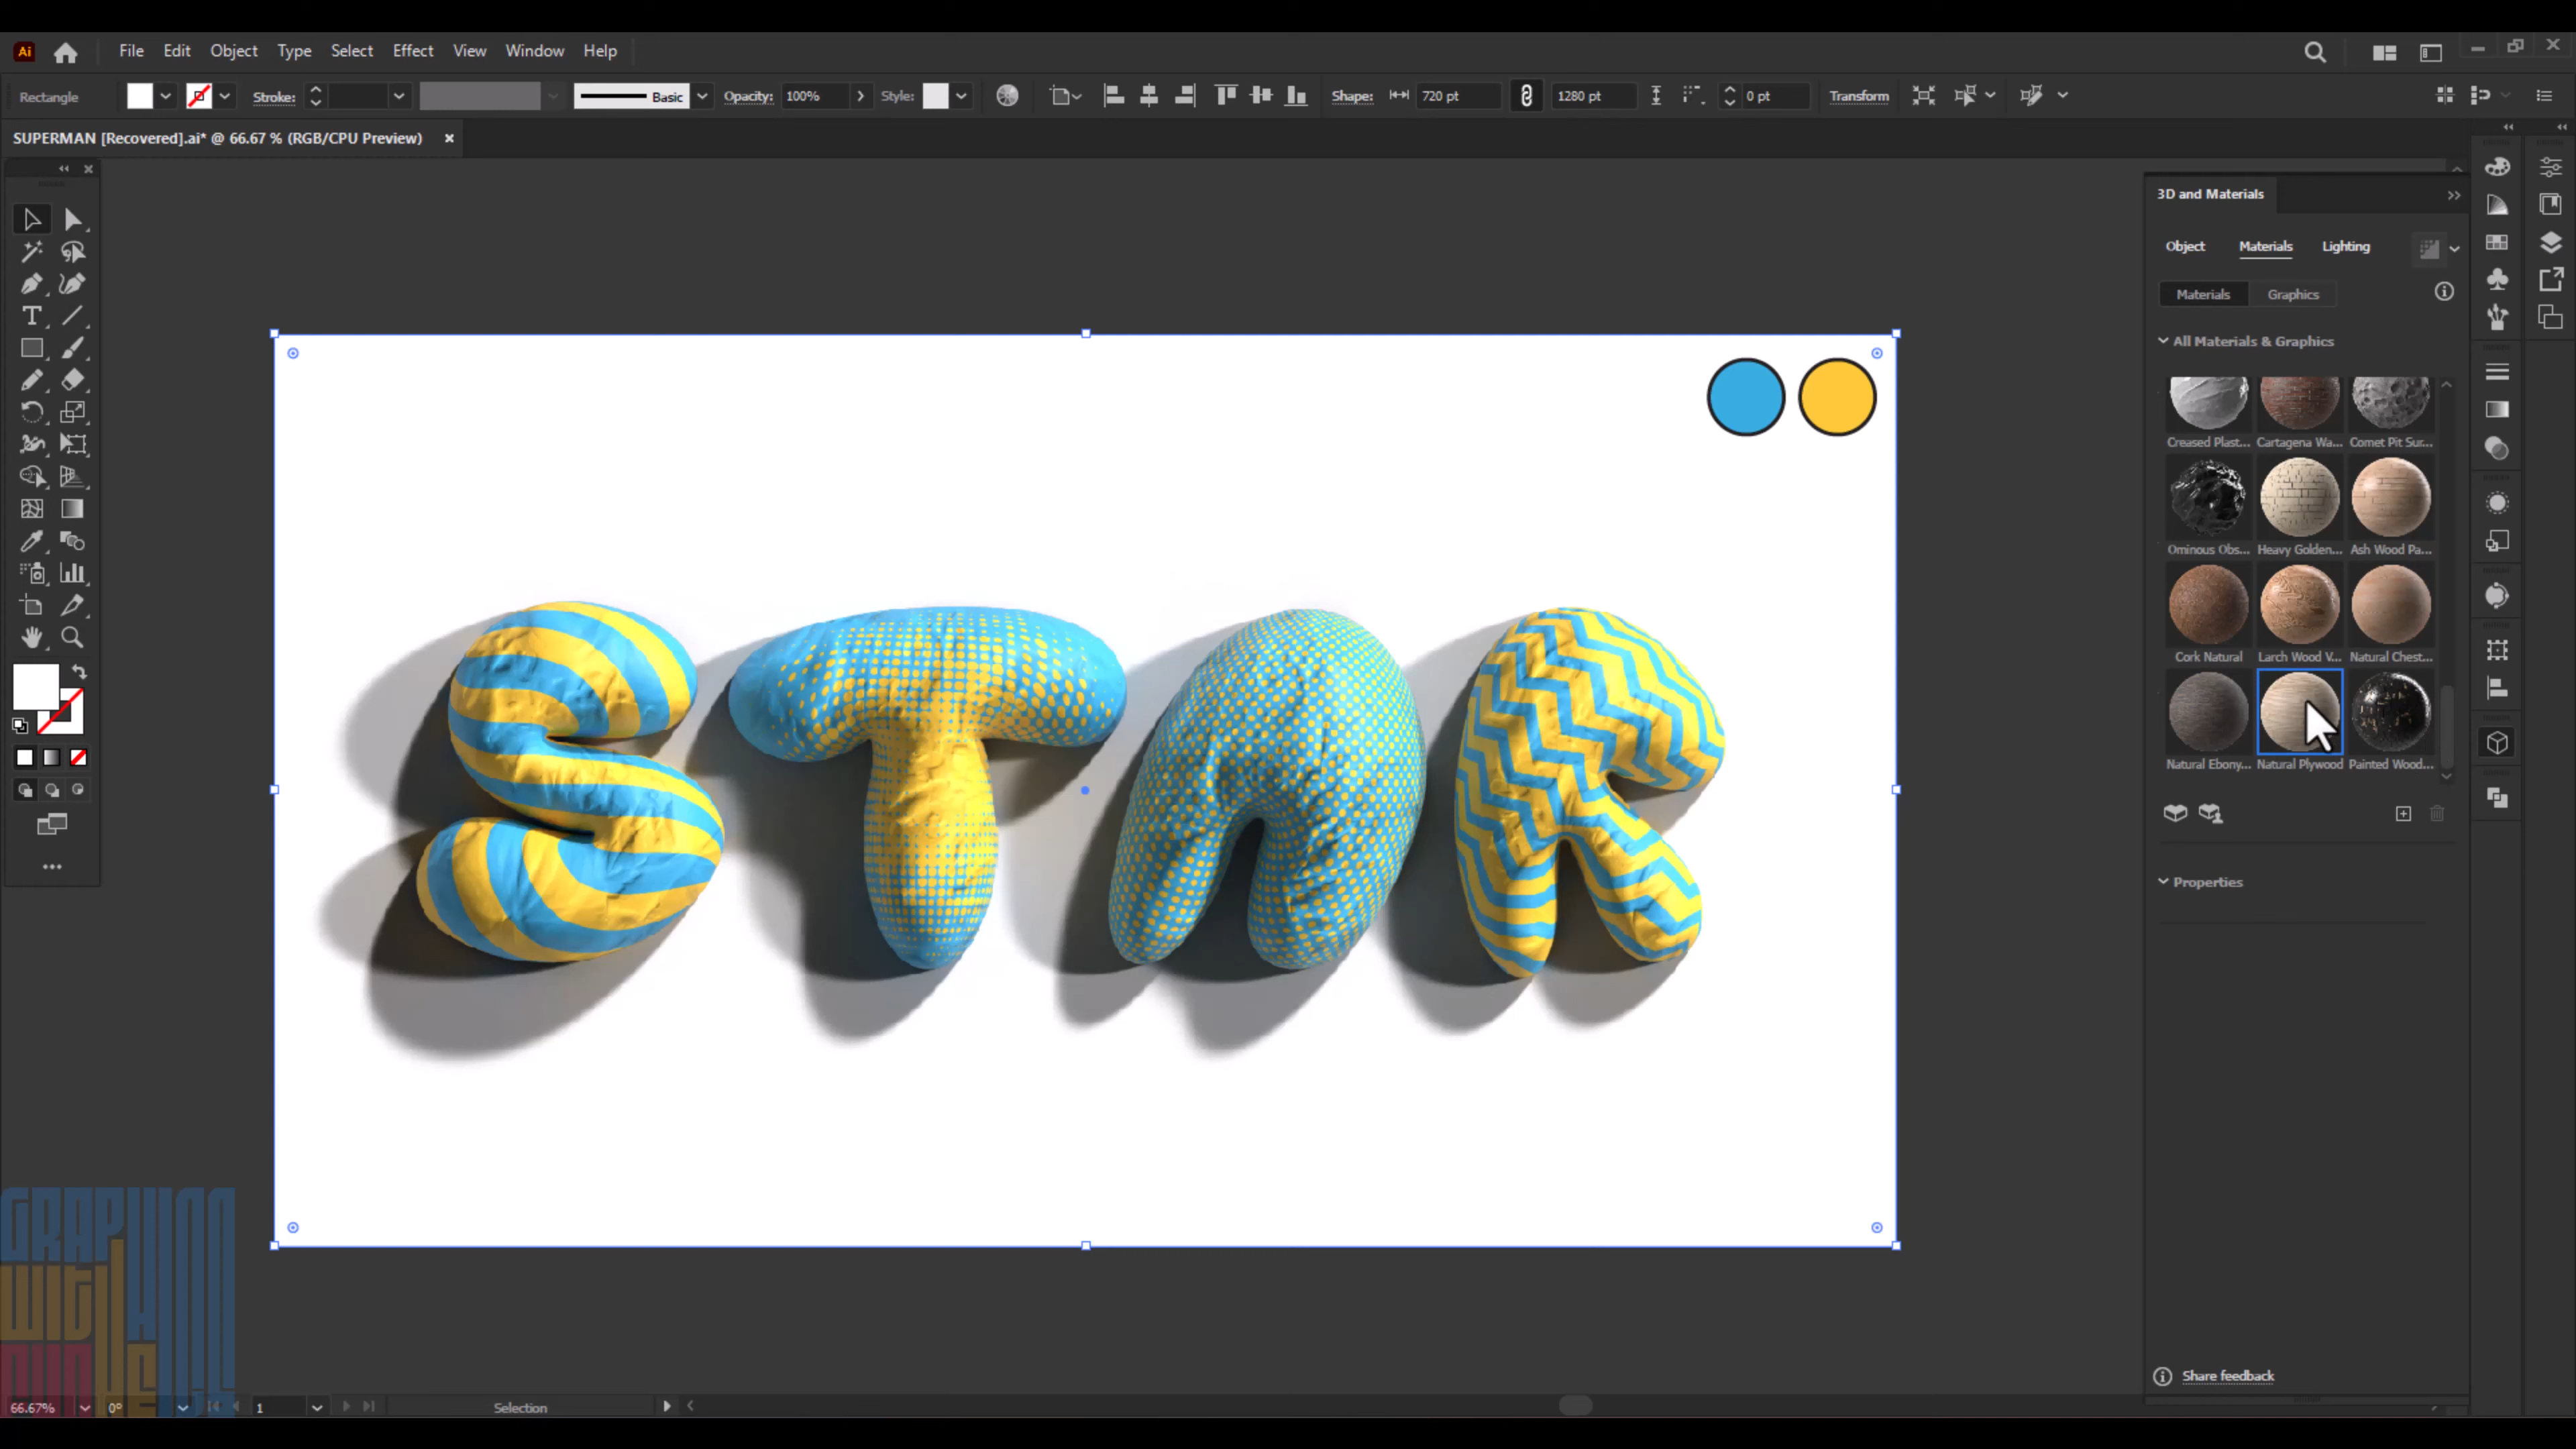 Ai File Edit Object Type Select Effect View Window Help
Rectangle Stroke: Basic Opacity: 100% Style: Shape: 720 pt 1280 pt 0 pt Transform
SUPERMAN [Recovered].ai* @ 66.67 % (RGB/CPU Preview)
3D and Materials
Object Materials Lighting
Materials Graphics
All Materials & Graphics
Creased Plast... Cartagena Wa... Comet Pit Sur...
Ominous Obs... Heavy Golden... Ash Wood Pa...
Cork Natural Larch Wood V... Natural Chest...
Natural Ebony... Natural Plywood Painted Wood...
Properties
STAR
GRAPHINN
WITH
Share feedback
66.67% 0° 1 Selection